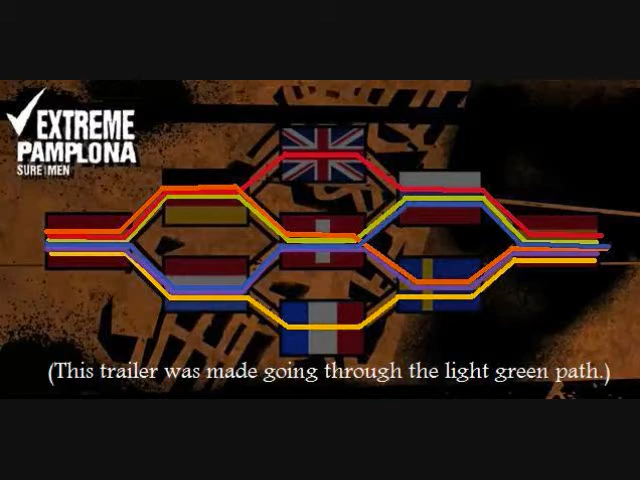 EXTREME
PAMPLONA
SURE MEN
(This trailer was made going through the light green path.)